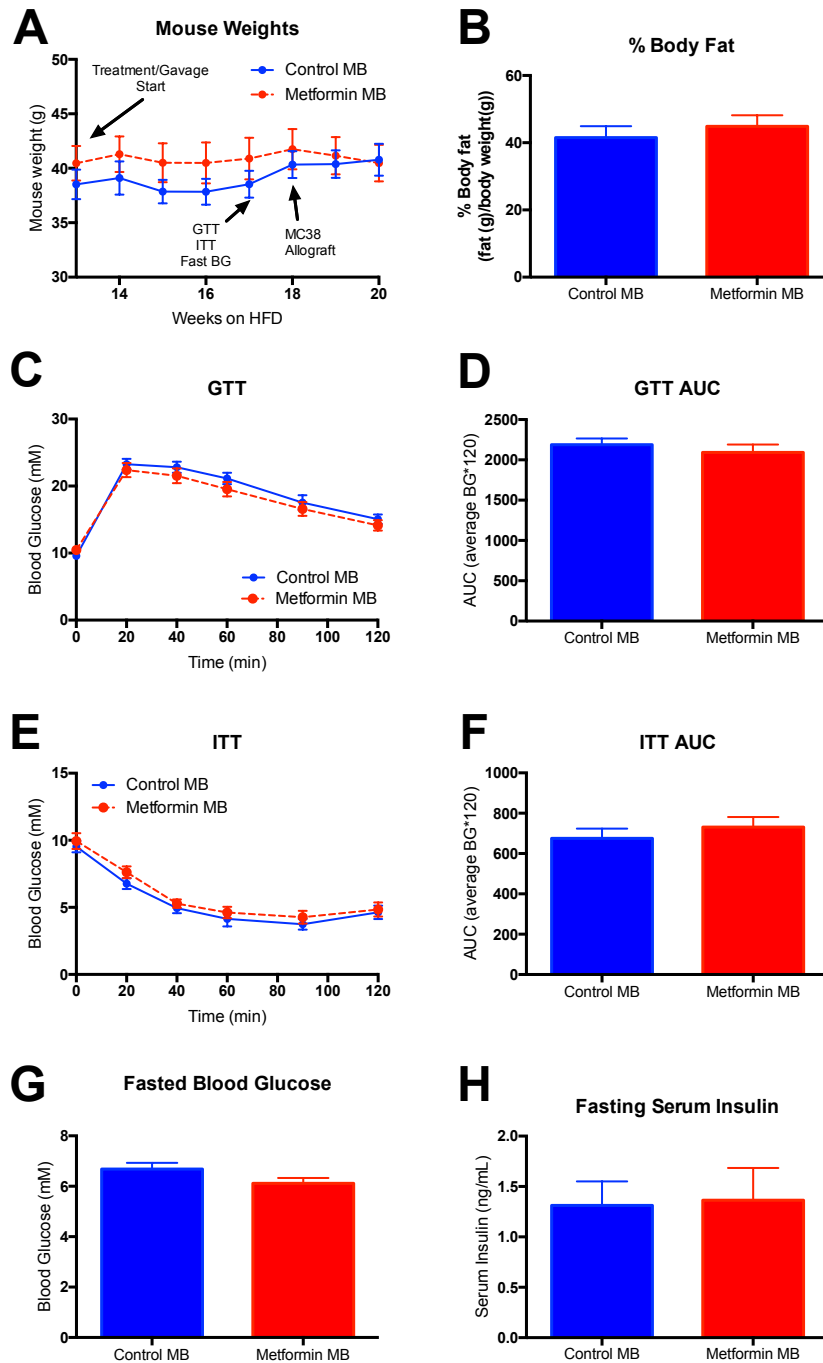 A
Mouse Weights
50
45
40
35
30
Mouse weight(g)
Treatment/Gavage
Start
Control MB
Metformin MB
GTT
ITT
Fast BG
MC38
Allograft
14
16
18
20
Weeks on HFD
B
% Body Fat
% Body fat
(fat (g)/body weight(g))
60
40
20
0
Control MB
Metformin MB
C
GTT
Blood Glucose (mM)
30
20
10
0
Control MB
Metformin MB
0
20
40
60
80
100
120
Time (min)
D
GTT AUC
AUC (average BG*120)
2500
2000
1500
1000
500
0
Control MB
Metformin MB
E
ITT
Blood Glucose (mM)
15
10
5
0
Control MB
Metformin MB
0
20
40
60
80
100
120
Time (min)
F
ITT AUC
AUC (average BG*120)
1000
800
600
400
200
0
Control MB
Metformin MB
G
Fasted Blood Glucose
Blood Glucose (mM)
8
6
4
2
0
Control MB
Metformin MB
H
Fasting Serum Insulin
Serum Insulin (ng/mL)
2.0
1.5
1.0
0.5
0.0
Control MB
Metformin MB